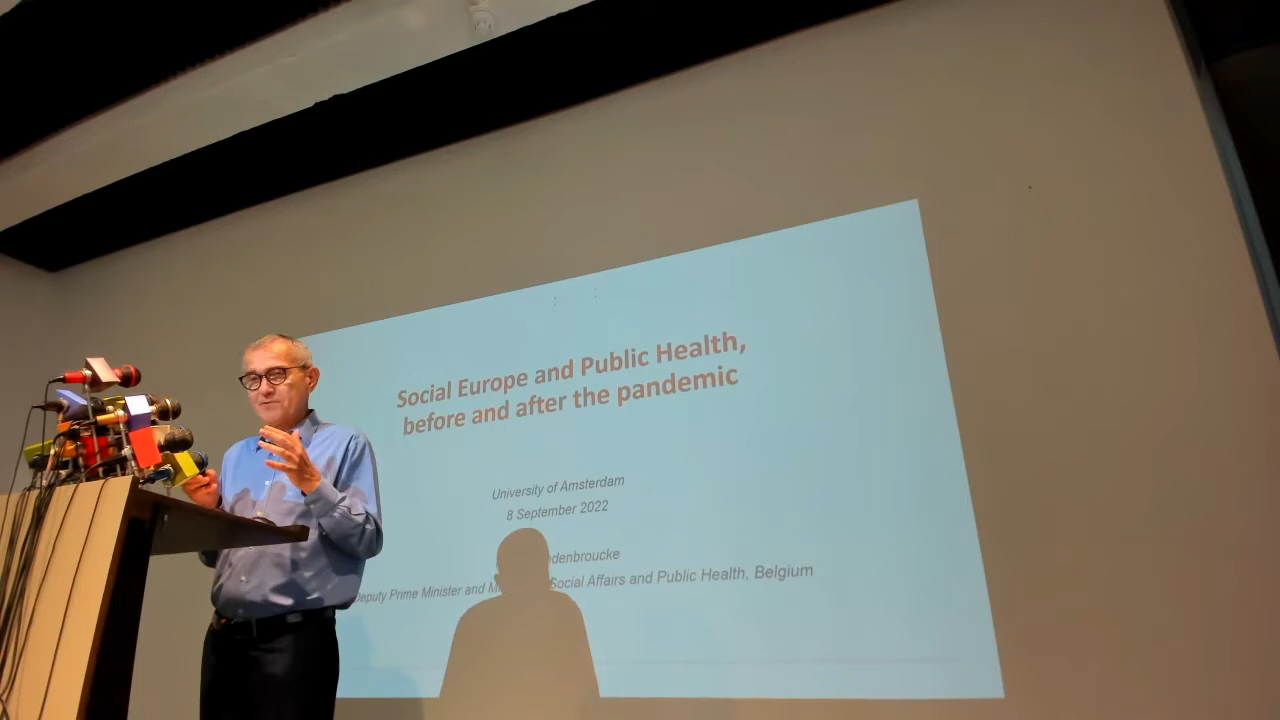 Social Europe and Public Health,
before and after the pandemic
University of Amsterdam
8 September 2022
denbroucke
Deputy Prime Minister and M Social Affairs and Public Health, Belgium